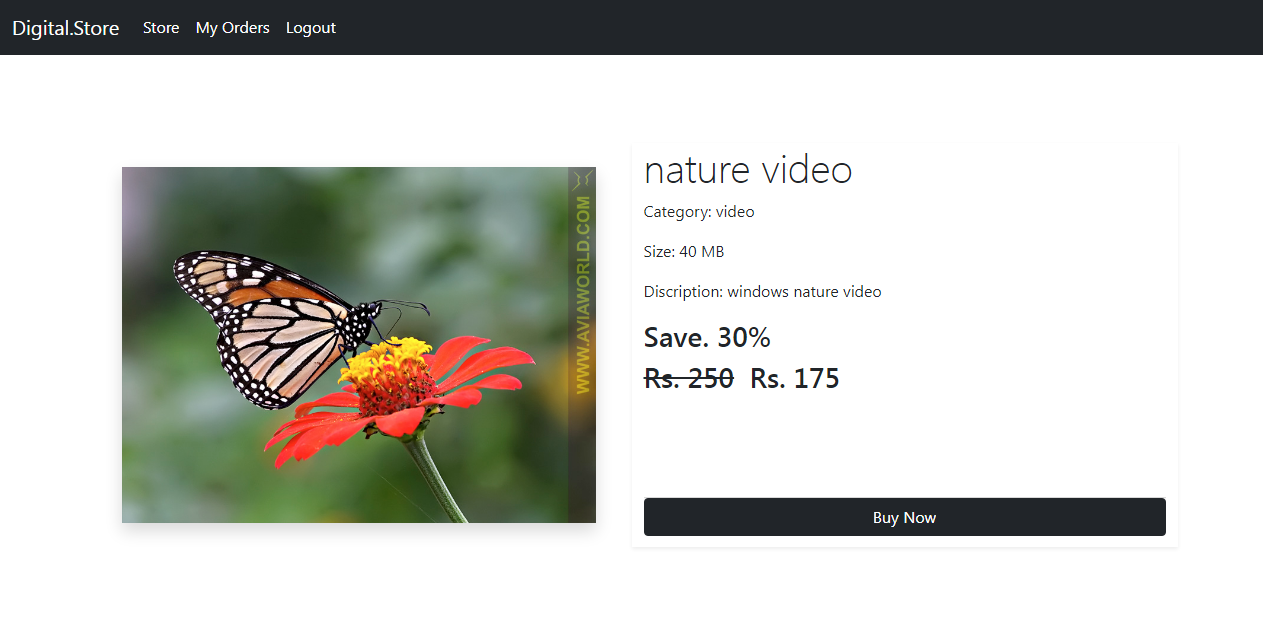 Digital.Store Store My Orders Logout
WWW.AVIAWORLD.COM
nature video
Category: video
Size: 40 MB
Discription: windows nature video
Save. 30%
Rs. 250 Rs. 175
Buy Now